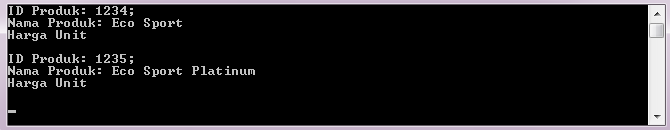 ID Produk: 1234;
Nama Produk: Eco Sport
Harga Unit
ID Produk: 1235;
Nama Produk: Eco Sport Platinum
Harga Unit